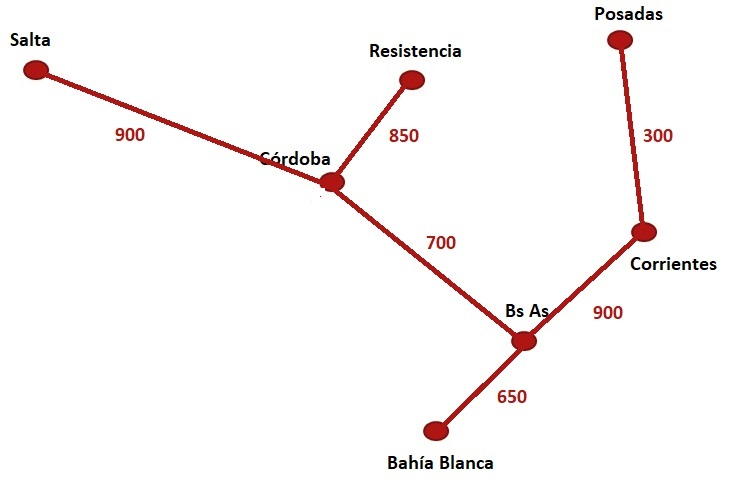 Posadas
Salta
Resistencia
900
850
300
Córdoba
700
Corrientes
Bs As
900
650
Bahía Blanca